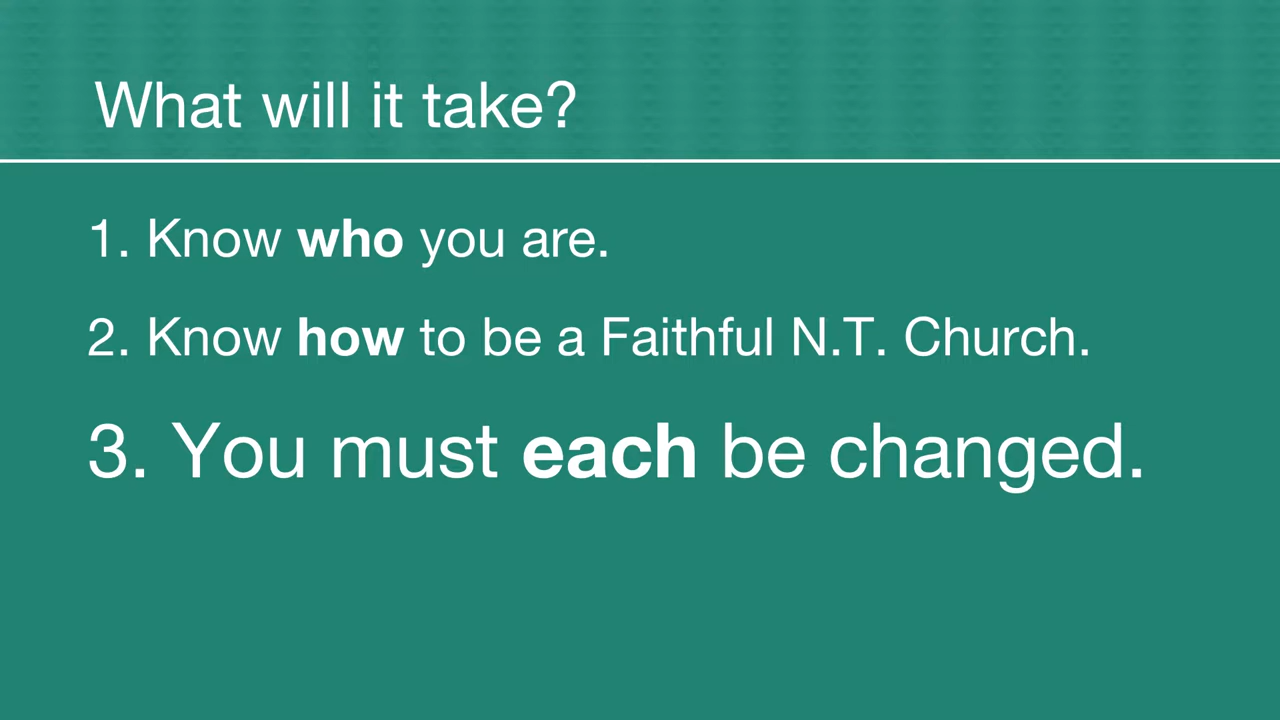 What will it take?
1. Know who you are.
2. Know how to be a Faithful N.T. Church.
3. You must each be changed.